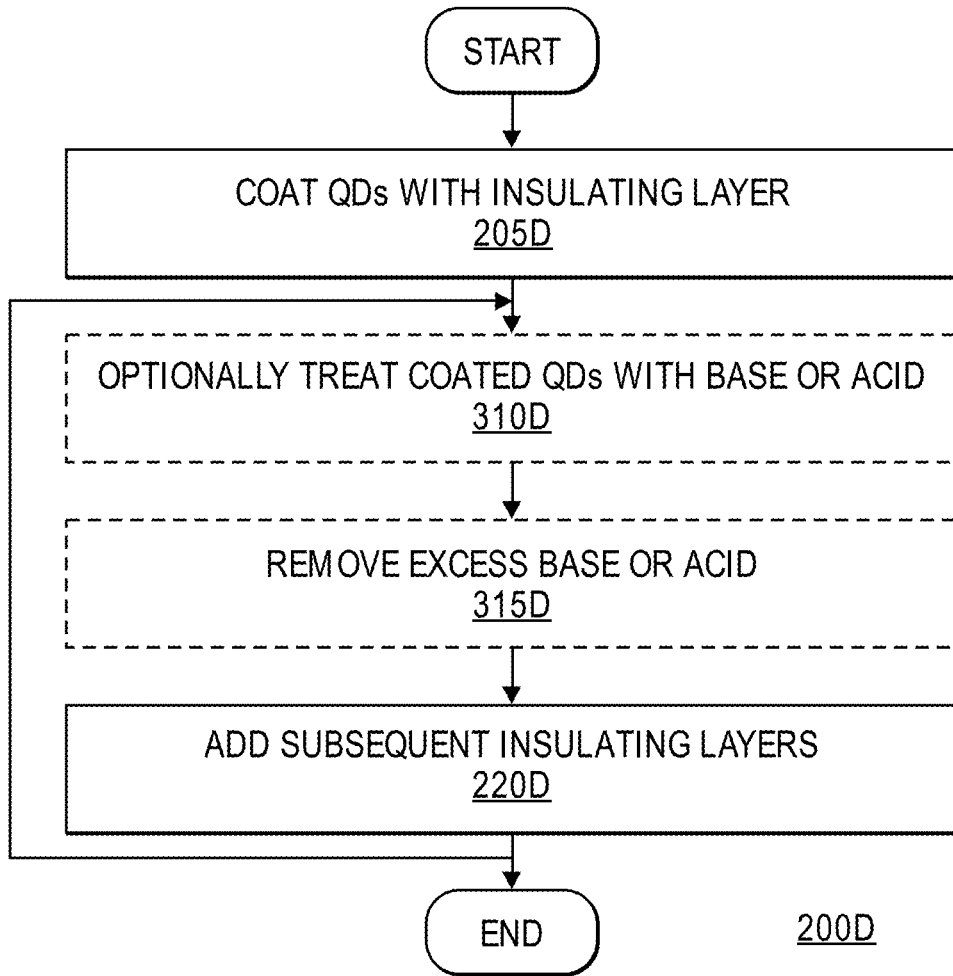 START
COAT QDs WITH INSULATING LAYER
205D
OPTIONALLY TREAT COATED QDs WITH BASE OR ACID
310D
REMOVE EXCESS BASE OR ACID
315D
ADD SUBSEQUENT INSULATING LAYERS
220D
END
200D